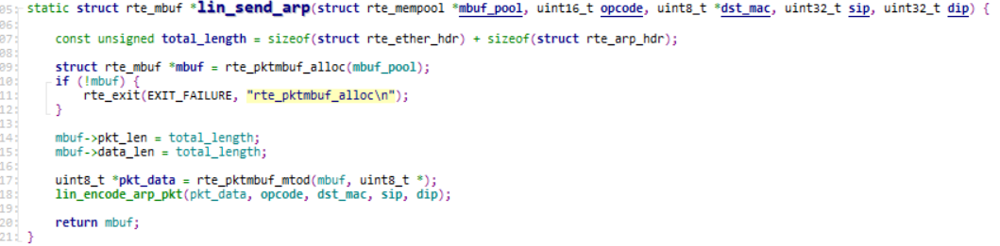 05: static struct rte_mbuf *lin_send_arp(struct rte_mempool *mbuf_pool, uint16_t opcode, uint8_t *dst_mac, uint32_t sip, uint32_t dip) {
06:
07: const unsigned total_length = sizeof(struct rte_ether_hdr) + sizeof(struct rte_arp_hdr);
08:
09: struct rte_mbuf *mbuf = rte_pktmbuf_alloc(mbuf_pool);
10: if (!mbuf) {
11: rte_exit(EXIT_FAILURE, "rte_pktmbuf_alloc\n");
12: }
13:
14: mbuf->pkt_len = total_length;
15: mbuf->data_len = total_length;
16:
17: uint8_t *pkt_data = rte_pktmbuf_mtod(mbuf, uint8_t *);
18: lin_encode_arp_pkt(pkt_data, opcode, dst_mac, sip, dip);
19:
20: return mbuf;
21: }